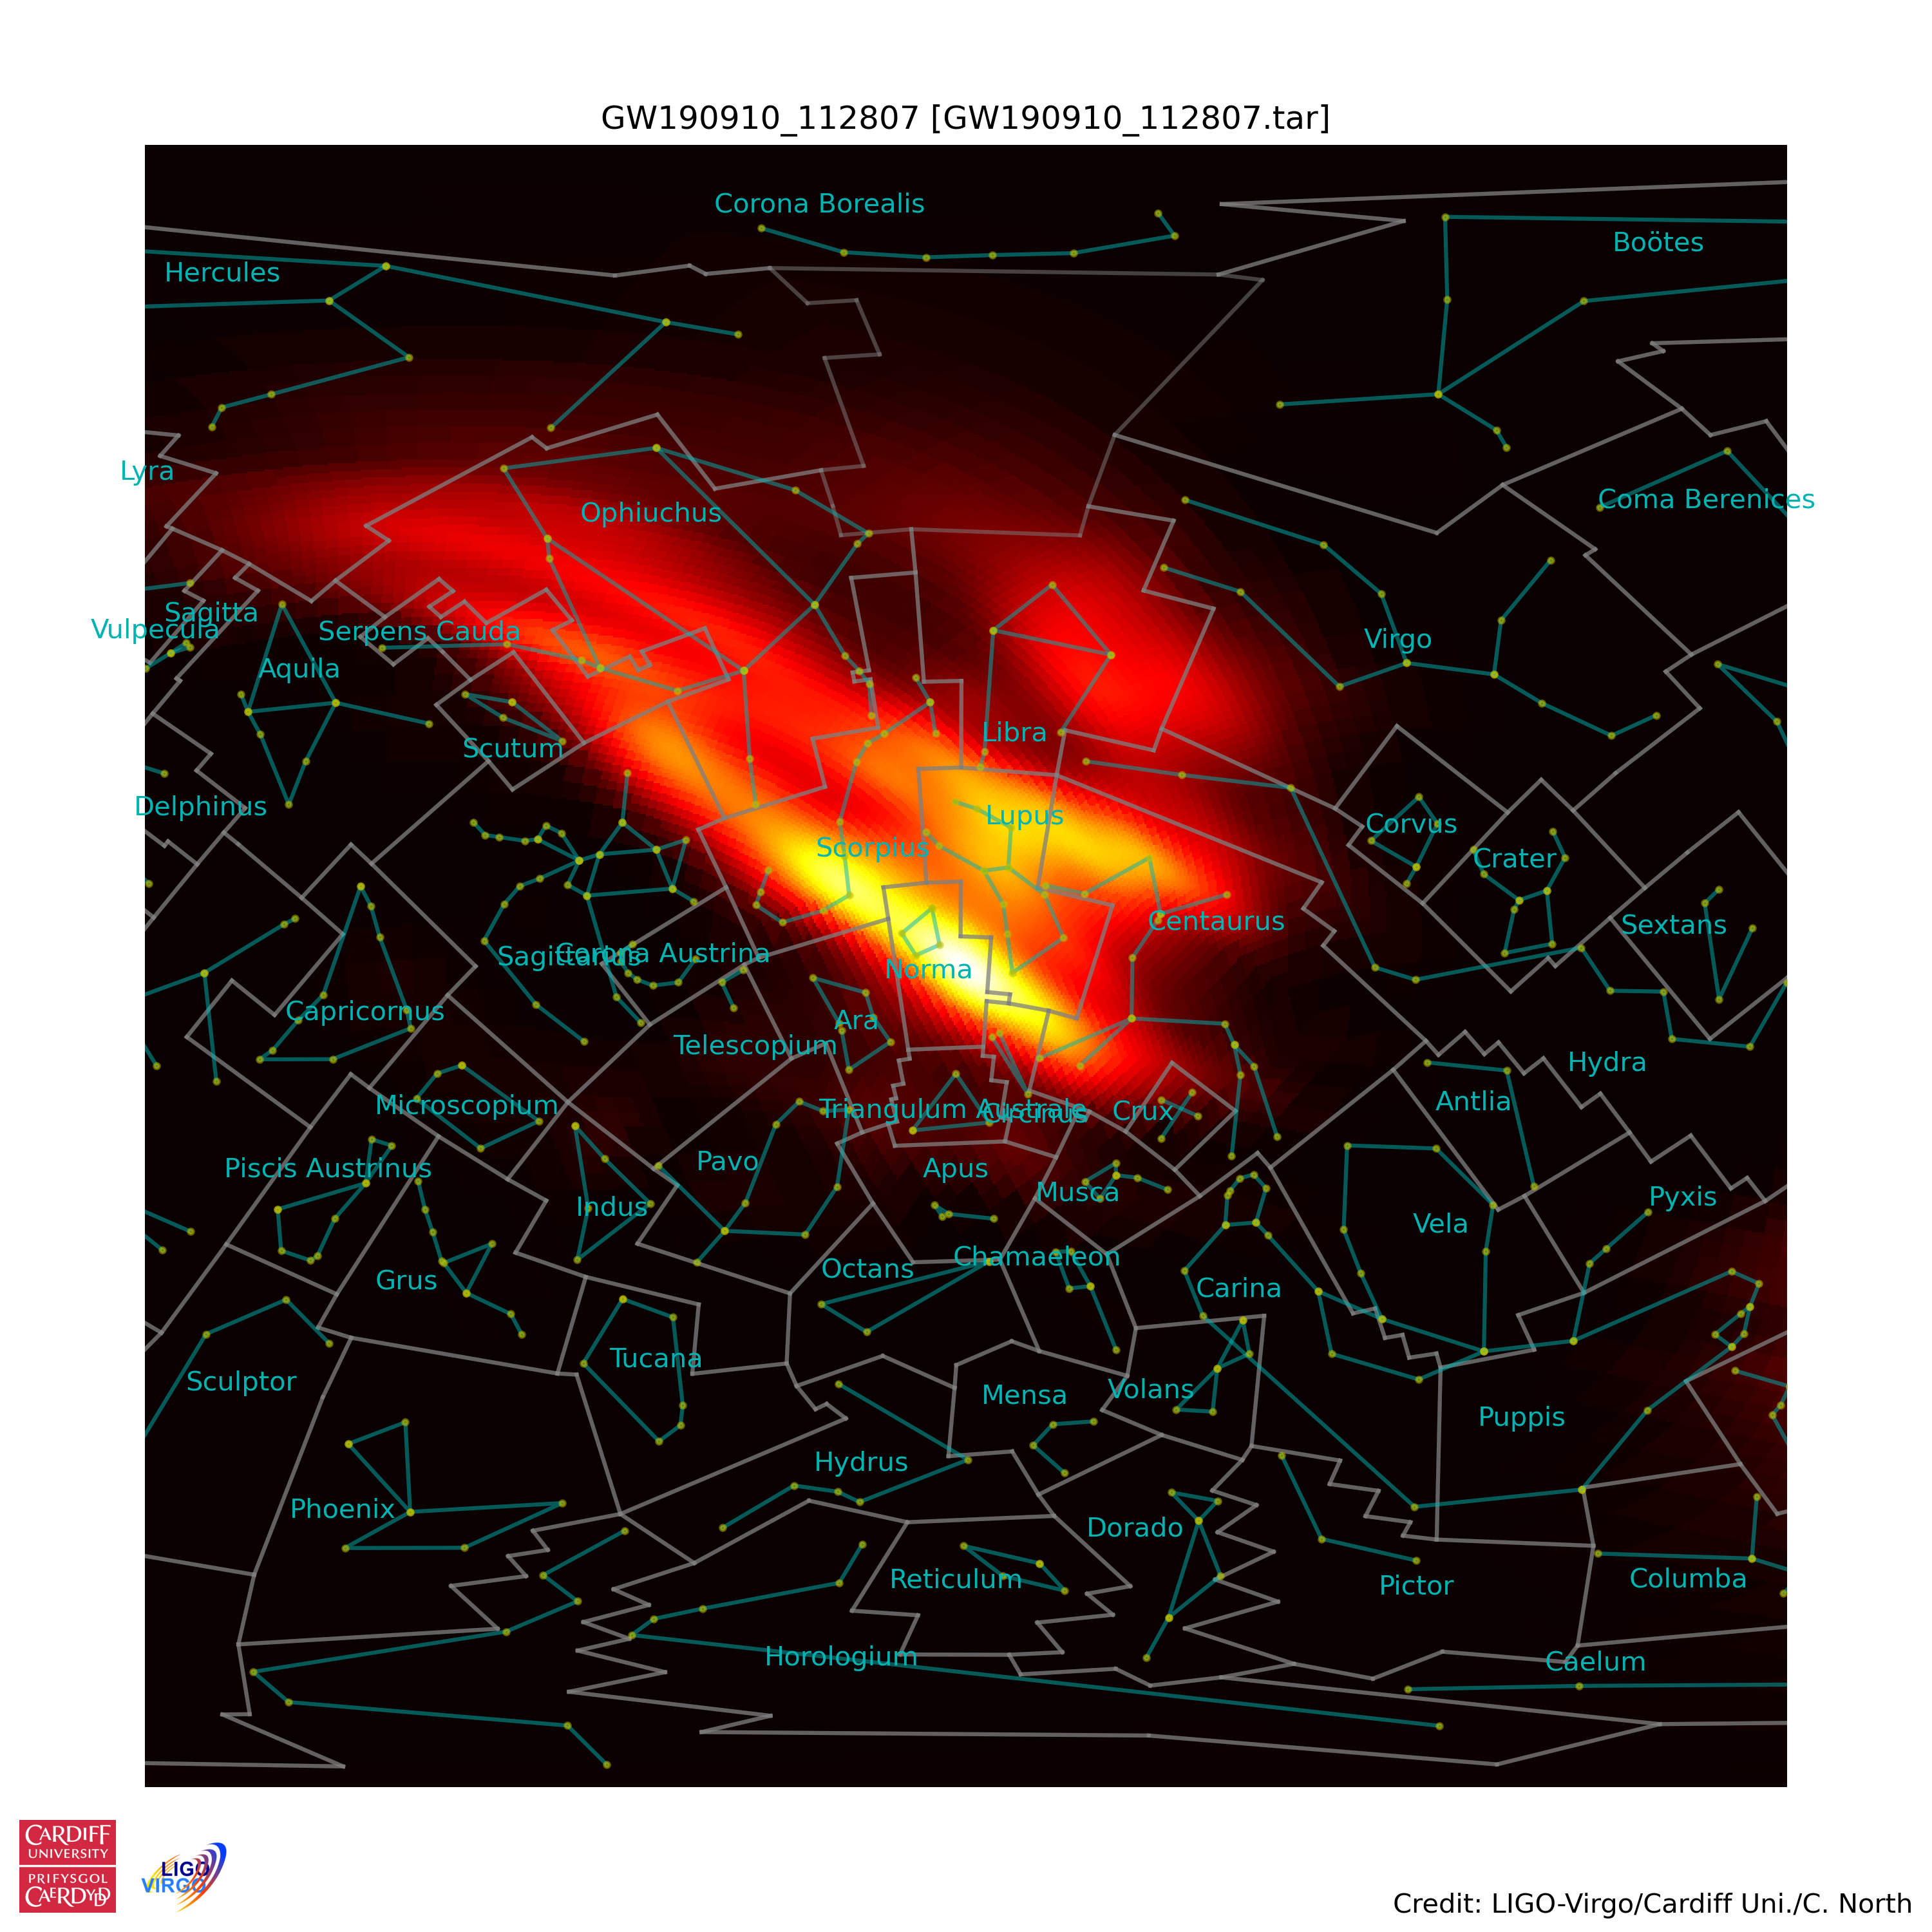 GW190910_112807 [GW190910_112807.tar]
Corona Borealis
Boötes
Hercules
Lyra
Coma Berenices
Ophiuchus
Sagitta
Vulpecula
Serpens Cauda
Virgo
Aquila
Libra
Scutum
Delphinus
Lupus
Corvus
Scorpius
Crater
Centaurus
Sextans
Sagittarius
Corona Austrina
Norma
Capricornus
Ara
Telescopium
Hydra
Microscopium
Triangulum Australe
Circinus
Crux
Antlia
Piscis Austrinus
Pavo
Apus
Musca
Pyxis
Indus
Vela
Grus
Octans
Chamaeleon
Carina
Sculptor
Tucana
Mensa
Volans
Puppis
Hydrus
Phoenix
Dorado
Reticulum
Pictor
Columba
Horologium
Caelum
CARDIFF
UNIVERSITY
PRIFYSGOL
CAERDYDD
LIGO
VIRGO
Credit: LIGO-Virgo/Cardiff Uni./C. North